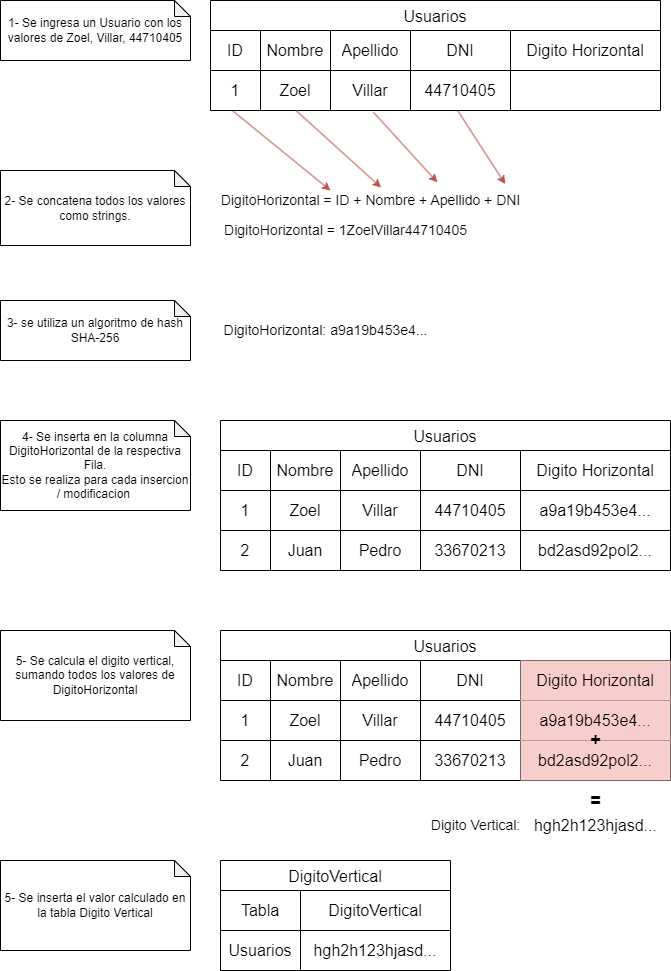 1- Se ingresa un Usuario con los
valores de Zoel, Villar, 44710405
Usuarios
ID Nombre Apellido DNI Digito Horizontal
1 Zoel Villar 44710405
2- Se concatena todos los valores
como strings.
DigitoHorizontal = ID + Nombre + Apellido + DNI
DigitoHorizontal = 1ZoelVillar44710405
3- se utiliza un algoritmo de hash
SHA-256
DigitoHorizontal: a9a19b453e4...
4- Se inserta en la columna
DigitoHorizontal de la respectiva
Fila.
Esto se realiza para cada insercion
/ modificacion
Usuarios
ID Nombre Apellido DNI Digito Horizontal
1 Zoel Villar 44710405 a9a19b453e4...
2 Juan Pedro 33670213 bd2asd92pol2...
5- Se calcula el digito vertical,
sumando todos los valores de
DigitoHorizontal
Usuarios
ID Nombre Apellido DNI Digito Horizontal
1 Zoel Villar 44710405 a9a19b453e4...
+
2 Juan Pedro 33670213 bd2asd92pol2...
=
Digito Vertical: hgh2h123hjasd...
5- Se inserta el valor calculado en
la tabla Digito Vertical
DigitoVertical
Tabla DigitoVertical
Usuarios hgh2h123hjasd...